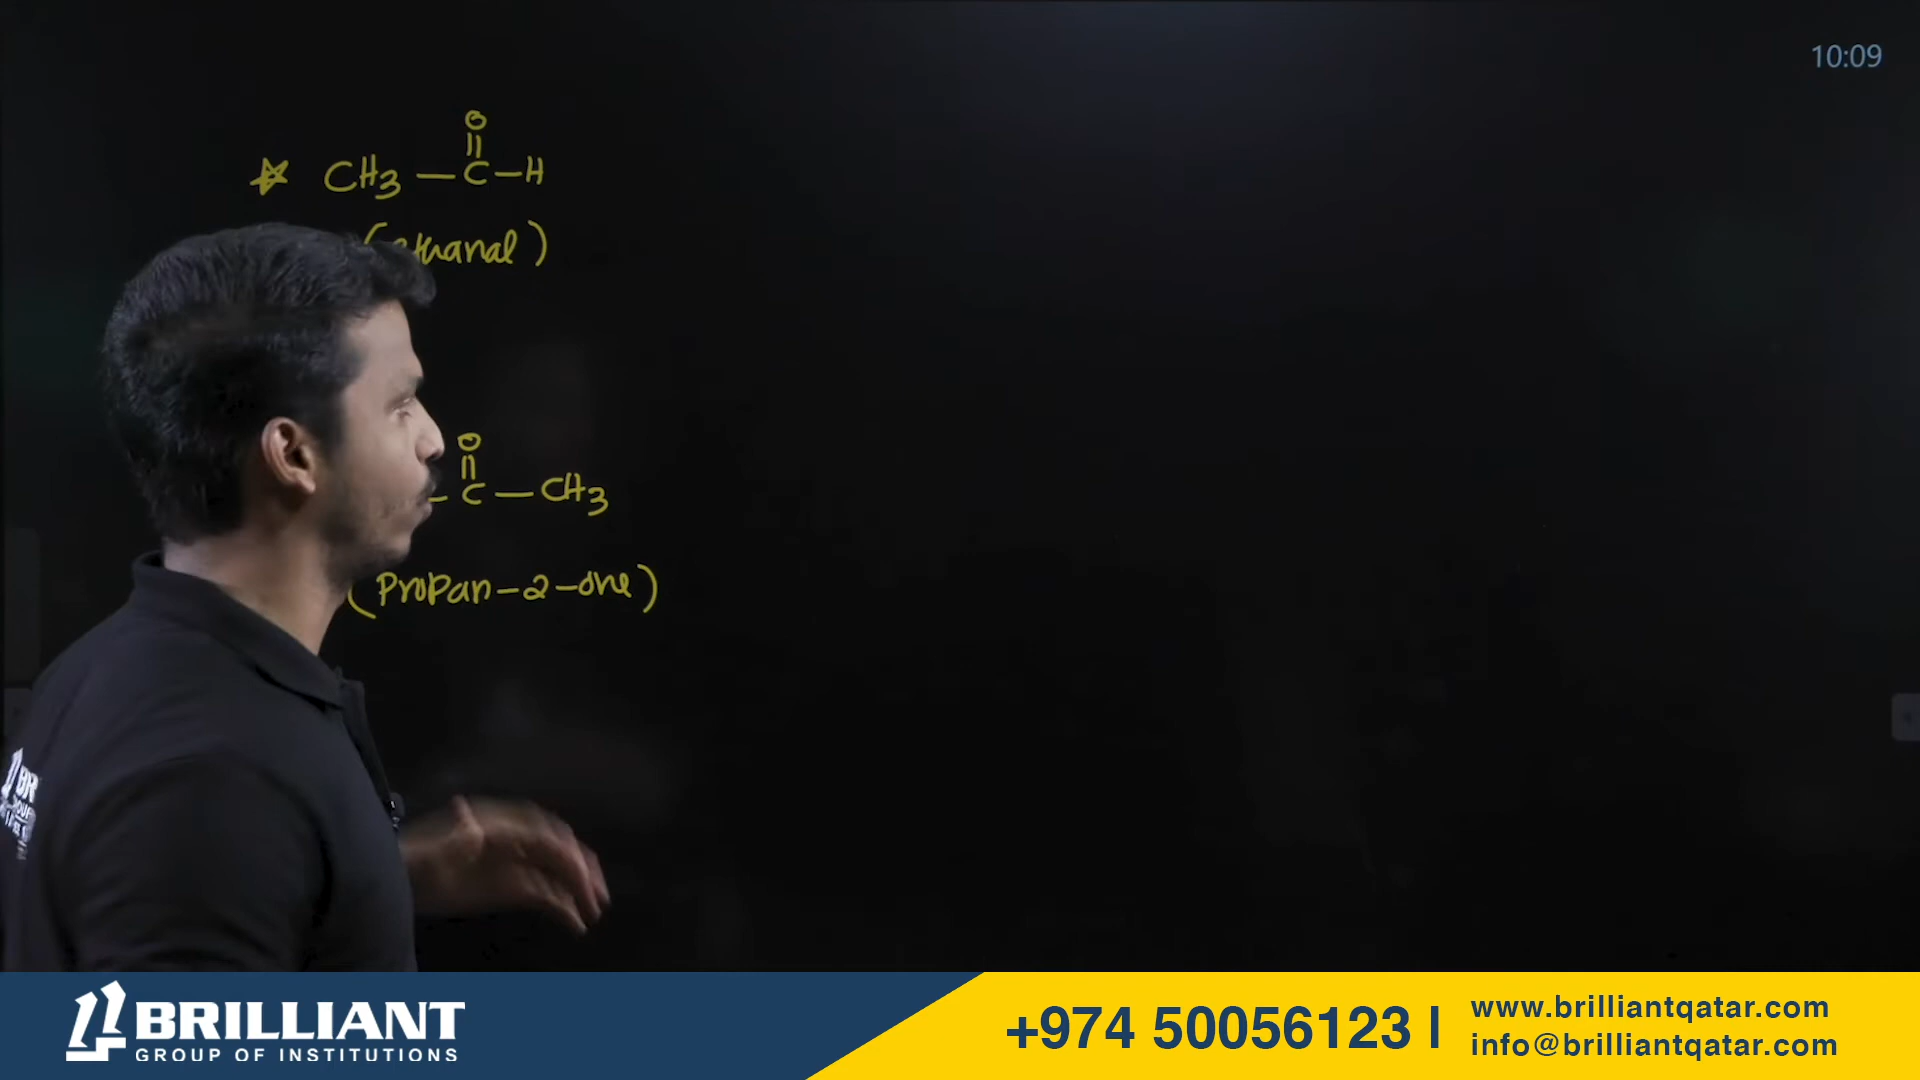 10:09
O
||
CH3 — C — H
(ethanal)
O
||
— C — CH3
(Propan-2-one)
BR
BRILLIANT
GROUP OF INSTITUTIONS
+974 50056123 |
www.brilliantqatar.com
info@brilliantqatar.com